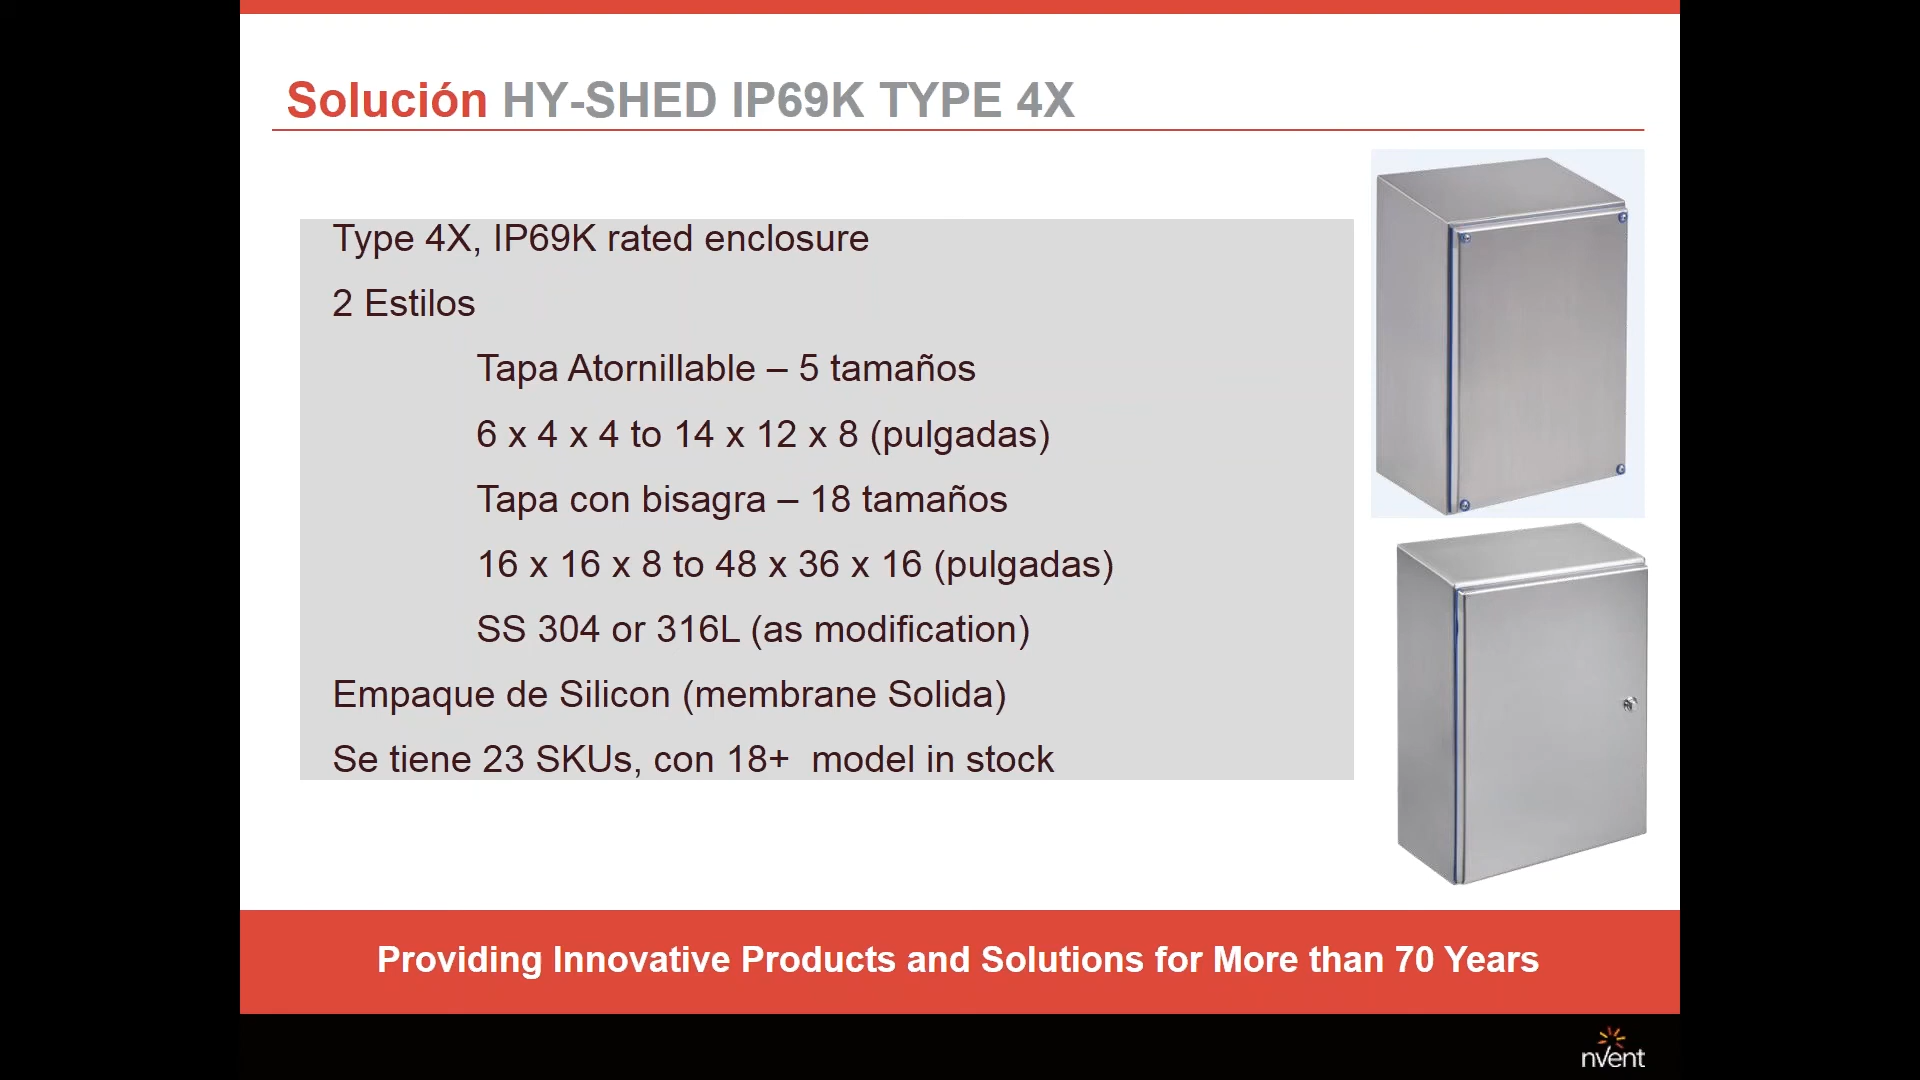 Solución HY-SHED IP69K TYPE 4X
Type 4X, IP69K rated enclosure
2 Estilos
Tapa Atornillable – 5 tamaños
6 x 4 x 4 to 14 x 12 x 8 (pulgadas)
Tapa con bisagra – 18 tamaños
16 x 16 x 8 to 48 x 36 x 16 (pulgadas)
SS 304 or 316L (as modification)
Empaque de Silicon (membrane Solida)
Se tiene 23 SKUs, con 18+  model in stock
Providing Innovative Products and Solutions for More than 70 Years
nVent